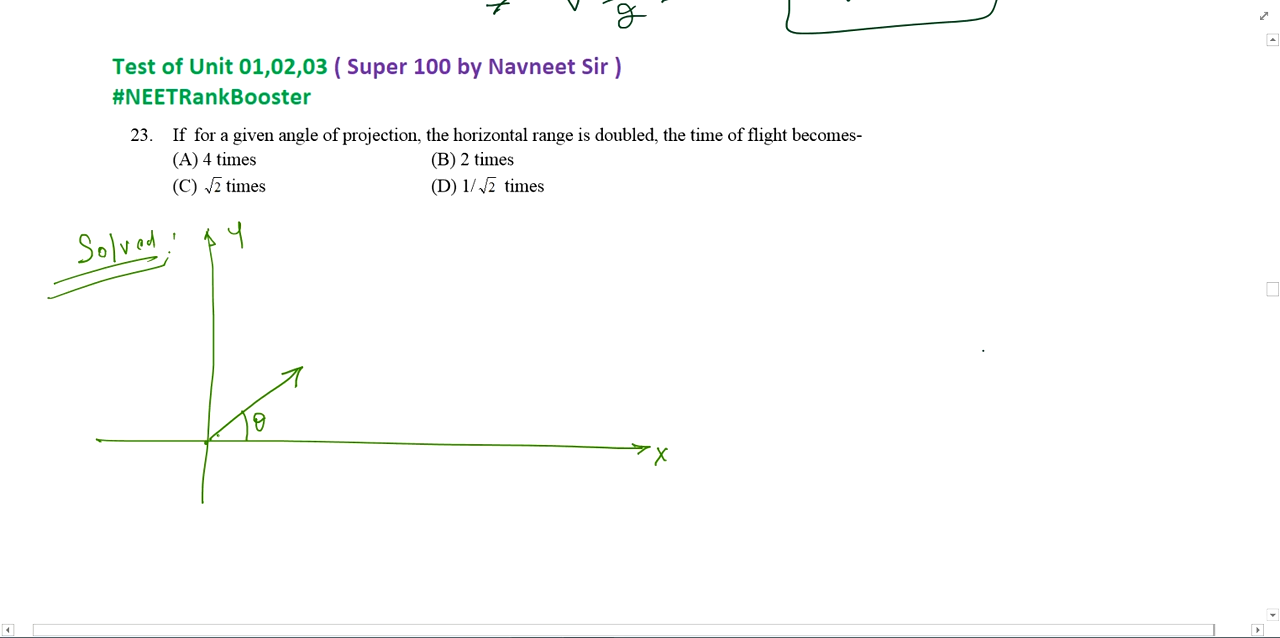 g
Test of Unit 01,02,03 ( Super 100 by Navneet Sir )
#NEETRankBooster
23. If for a given angle of projection, the horizontal range is doubled, the time of flight becomes-
(A) 4 times (B) 2 times
(C) √2 times (D) 1/√2 times
Solved:
Y
θ
X